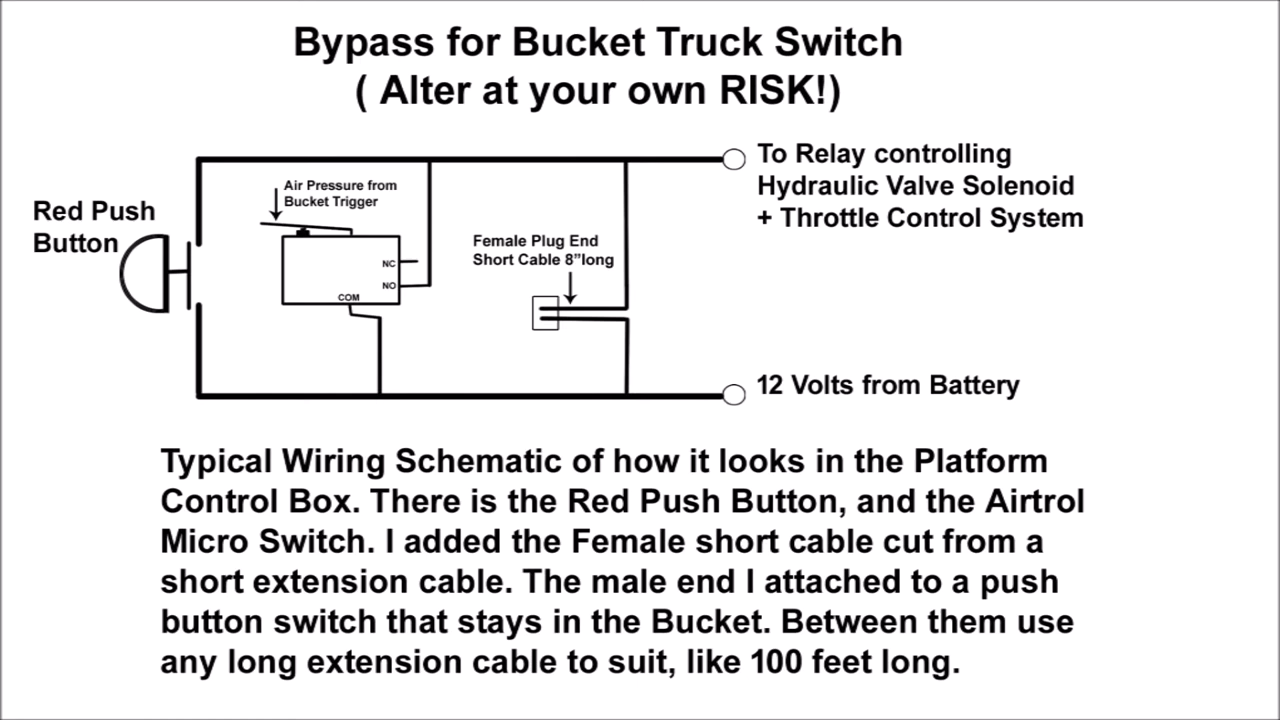 Bypass for Bucket Truck Switch
( Alter at your own RISK!)
To Relay controlling
Hydraulic Valve Solenoid
+ Throttle Control System
Air Pressure from
Bucket Trigger
Red Push
Button
Female Plug End
Short Cable 8”long
NC
NO
COM
12 Volts from Battery
Typical Wiring Schematic of how it looks in the Platform
Control Box. There is the Red Push Button, and the Airtrol
Micro Switch. I added the Female short cable cut from a
short extension cable. The male end I attached to a push
button switch that stays in the Bucket. Between them use
any long extension cable to suit, like 100 feet long.